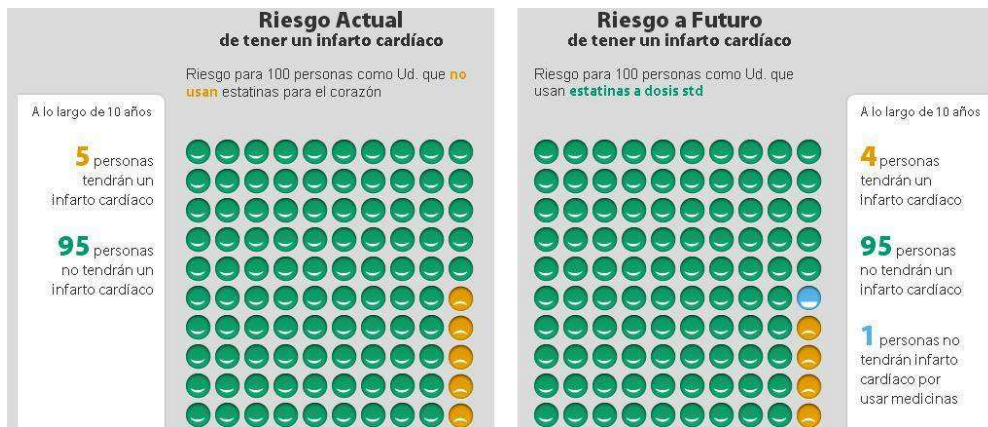 Riesgo Actual
de tener un infarto cardíaco
Riesgo para 100 personas como Ud. que no
usan estatinas para el corazón
A lo largo de 10 años
5 personas
tendrán un
infarto cardíaco
95 personas
no tendrán un
infarto cardíaco
Riesgo a Futuro
de tener un infarto cardíaco
Riesgo para 100 personas como Ud. que
usan estatinas a dosis std
A lo largo de 10 años
4 personas
tendrán un
infarto cardíaco
95 personas
no tendrán un
infarto cardíaco
1 personas no
tendrán infarto
cardíaco por
usar medicinas